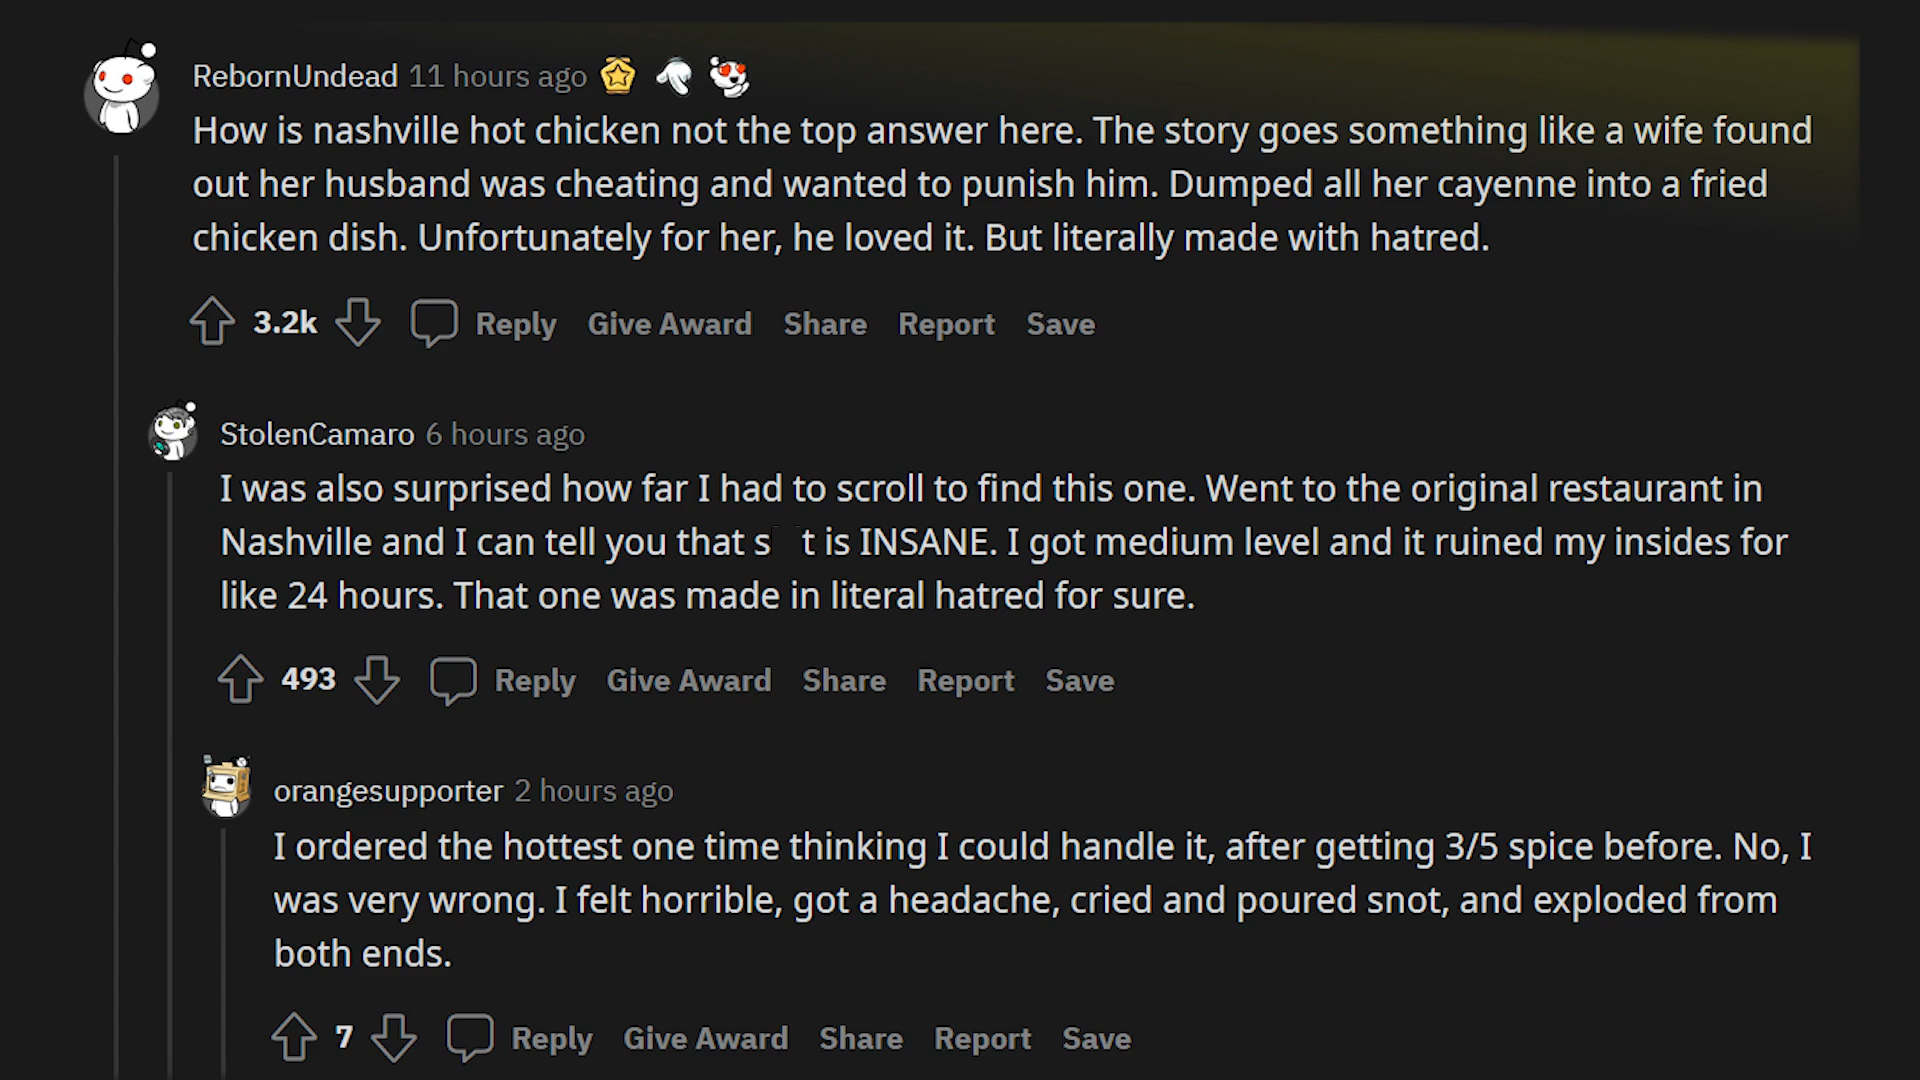 RebornUndead 11 hours ago
How is nashville hot chicken not the top answer here. The story goes something like a wife found
out her husband was cheating and wanted to punish him. Dumped all her cayenne into a fried
chicken dish. Unfortunately for her, he loved it. But literally made with hatred.
3.2k Reply Give Award Share Report Save
StolenCamaro 6 hours ago
I was also surprised how far I had to scroll to find this one. Went to the original restaurant in
Nashville and I can tell you that s t is INSANE. I got medium level and it ruined my insides for
like 24 hours. That one was made in literal hatred for sure.
493 Reply Give Award Share Report Save
orangesupporter 2 hours ago
I ordered the hottest one time thinking I could handle it, after getting 3/5 spice before. No, I
was very wrong. I felt horrible, got a headache, cried and poured snot, and exploded from
both ends.
7 Reply Give Award Share Report Save